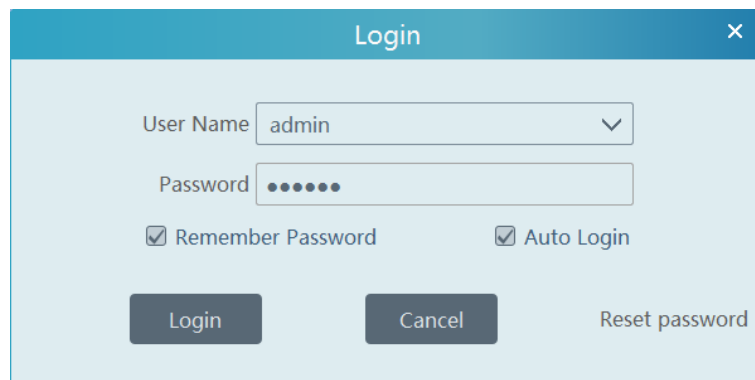 Login
User Name admin
Password ●●●●●●
Remember Password Auto Login
Login Cancel Reset password